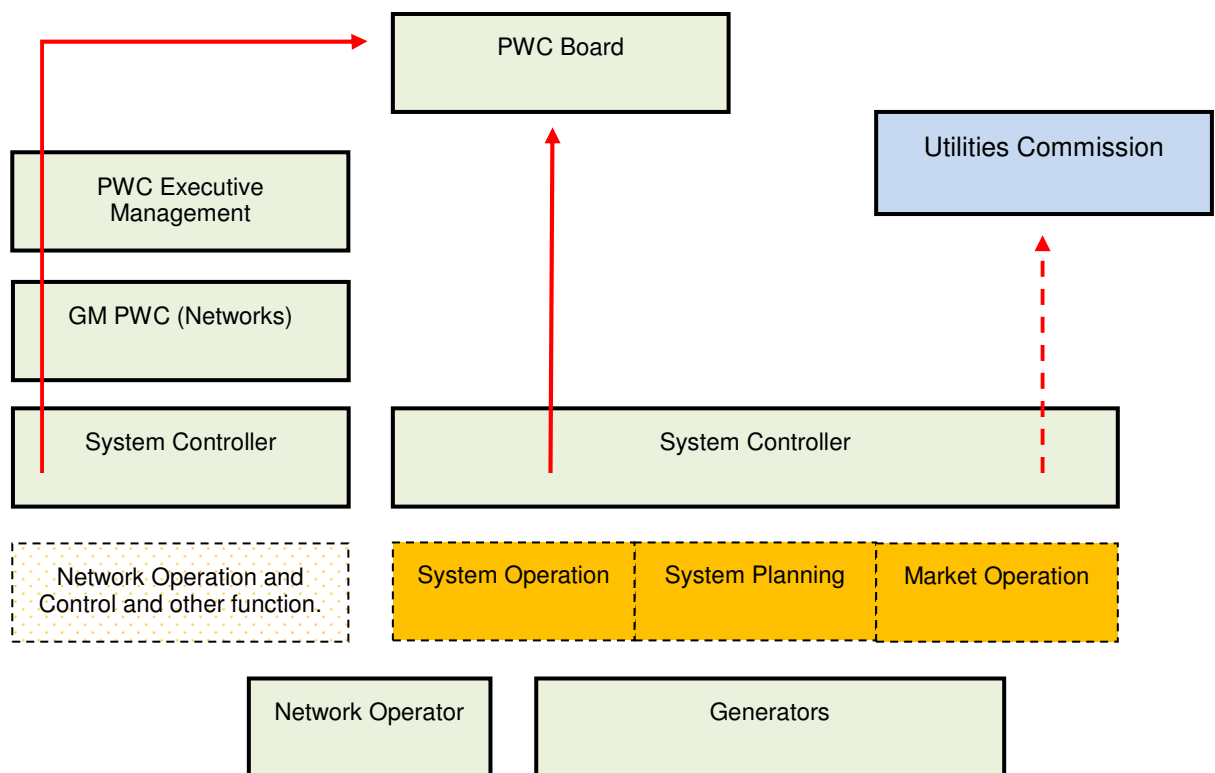 PWC Board
Utilities Commission
PWC Executive
Management
GM PWC (Networks)
System Controller
System Controller
Network Operation and
Control and other function.
System Operation
System Planning
Market Operation
Network Operator
Generators